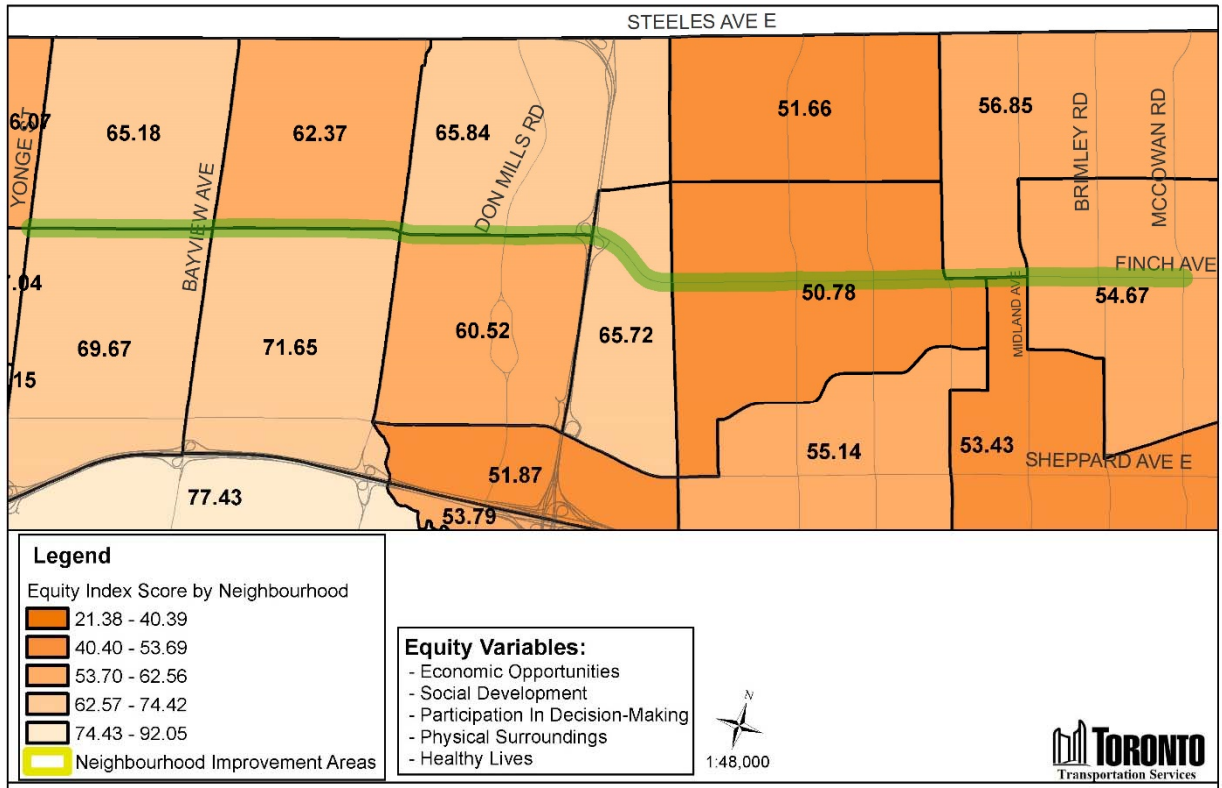 STEELES AVE E
51.66
56.85
6.07
YONGE ST
65.18
62.37
65.84
DON MILLS RD
BRIMLEY RD
MCCOWAN RD
BAYVIEW AVE
FINCH AVE
.04
50.78
54.67
MIDLAND AVE
69.67
71.65
60.52
65.72
15
55.14
53.43
SHEPPARD AVE E
51.87
77.43
53.79
Legend
Equity Index Score by Neighbourhood
21.38 - 40.39
40.40 - 53.69
53.70 - 62.56
62.57 - 74.42
74.43 - 92.05
Neighbourhood Improvement Areas
Equity Variables:
- Economic Opportunities
- Social Development
- Participation In Decision-Making
- Physical Surroundings
- Healthy Lives
N
1:48,000
TORONTO
Transportation Services